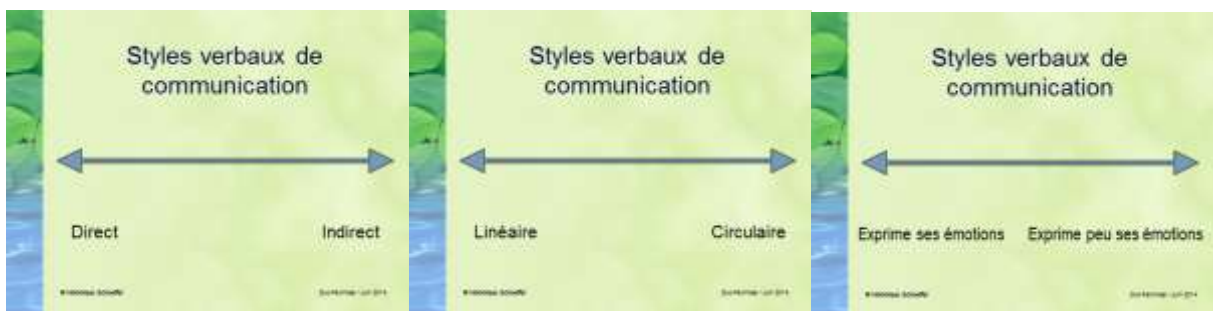 Styles verbaux de
communication
Direct
Indirect
Styles verbaux de
communication
Linéaire
Circulaire
Styles verbaux de
communication
Exprime ses émotions
Exprime peu ses émotions